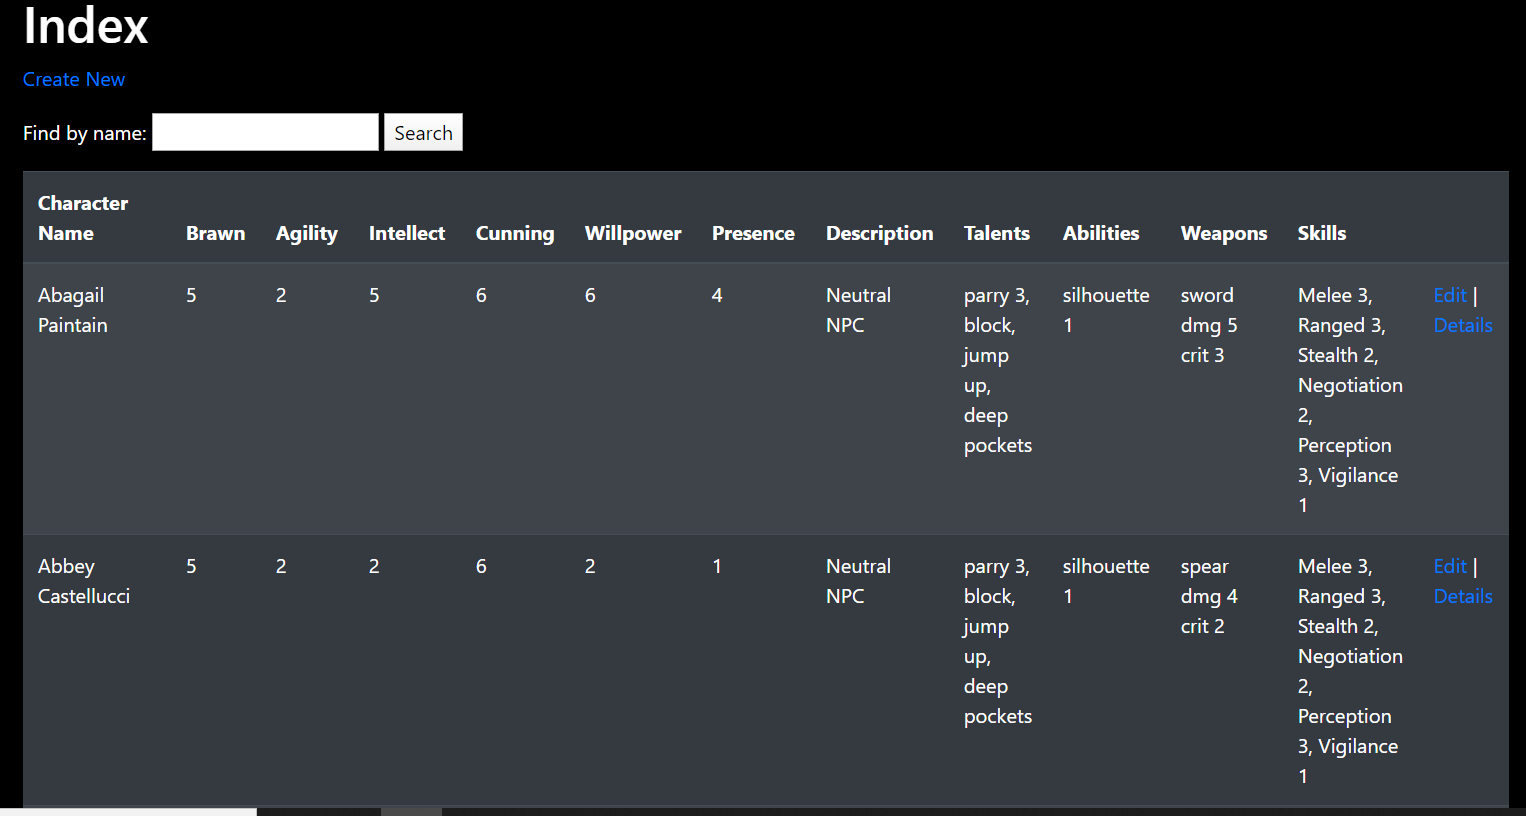 Index
Create New
Find by name: Search
Character
Name Brawn Agility Intellect Cunning Willpower Presence Description Talents Abilities Weapons Skills
Abagail 5 2 5 6 6 4 Neutral parry 3, silhouette sword Melee 3, Edit |
Paintain NPC block, 1 dmg 5 Ranged 3, Details
jump crit 3 Stealth 2,
up, Negotiation
deep 2,
pockets Perception
3, Vigilance
1
Abbey 5 2 2 6 2 1 Neutral parry 3, silhouette spear Melee 3, Edit |
Castellucci NPC block, 1 dmg 4 Ranged 3, Details
jump crit 2 Stealth 2,
up, Negotiation
deep 2,
pockets Perception
3, Vigilance
1